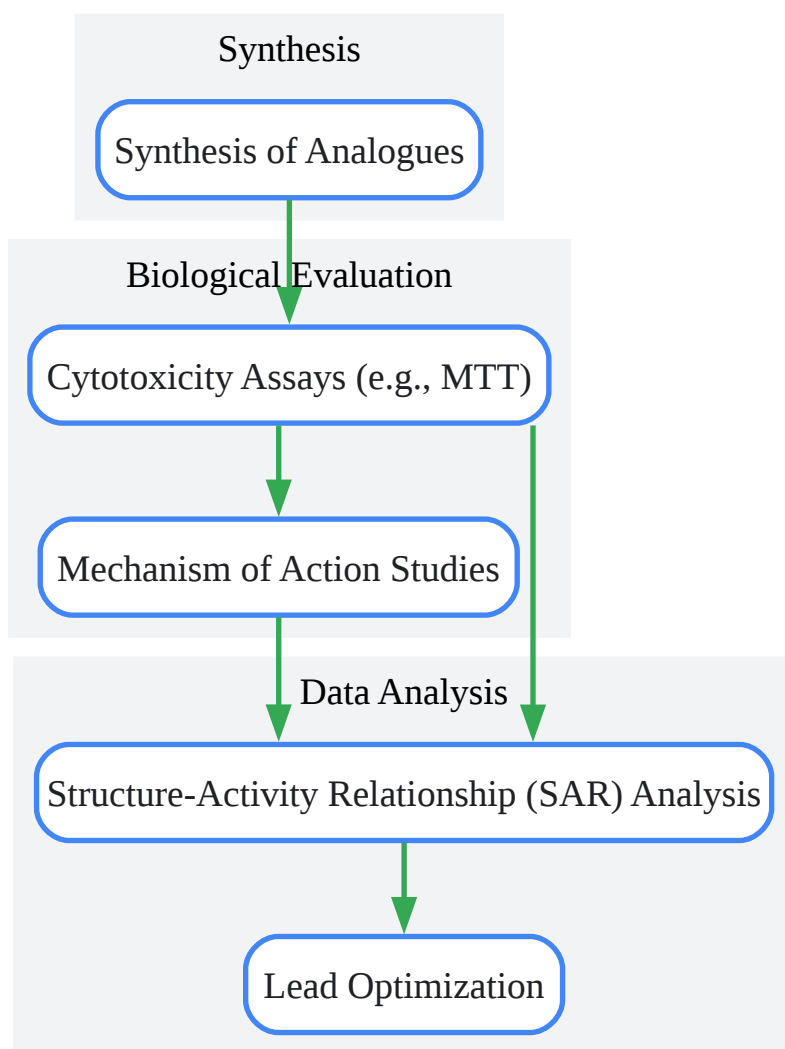 Synthesis
Synthesis of Analogues
Biological Evaluation
Cytotoxicity Assays (e.g., MTT)
Mechanism of Action Studies
Data Analysis
Structure-Activity Relationship (SAR) Analysis
Lead Optimization